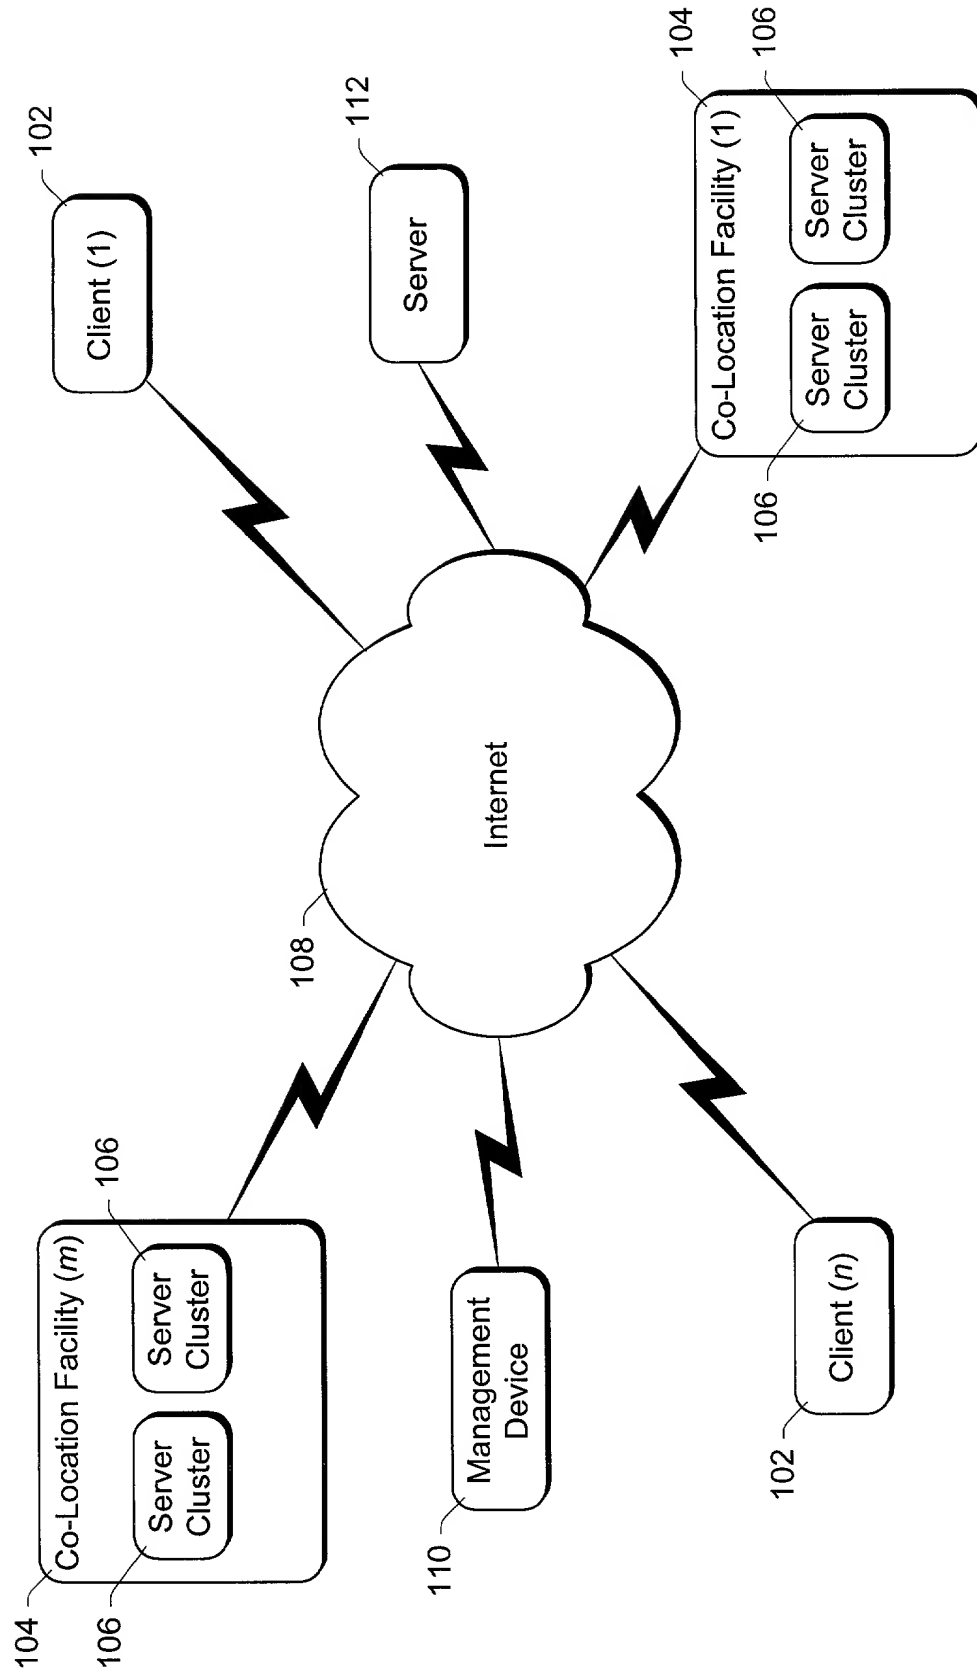 104
Co-Location Facility (m)
106
Server
Cluster
Server
Cluster
106
102
Client (1)
108
110
Management
Device
Internet
112
Server
102
Client (n)
104
Co-Location Facility (1)
106
Server
Cluster
Server
Cluster
106